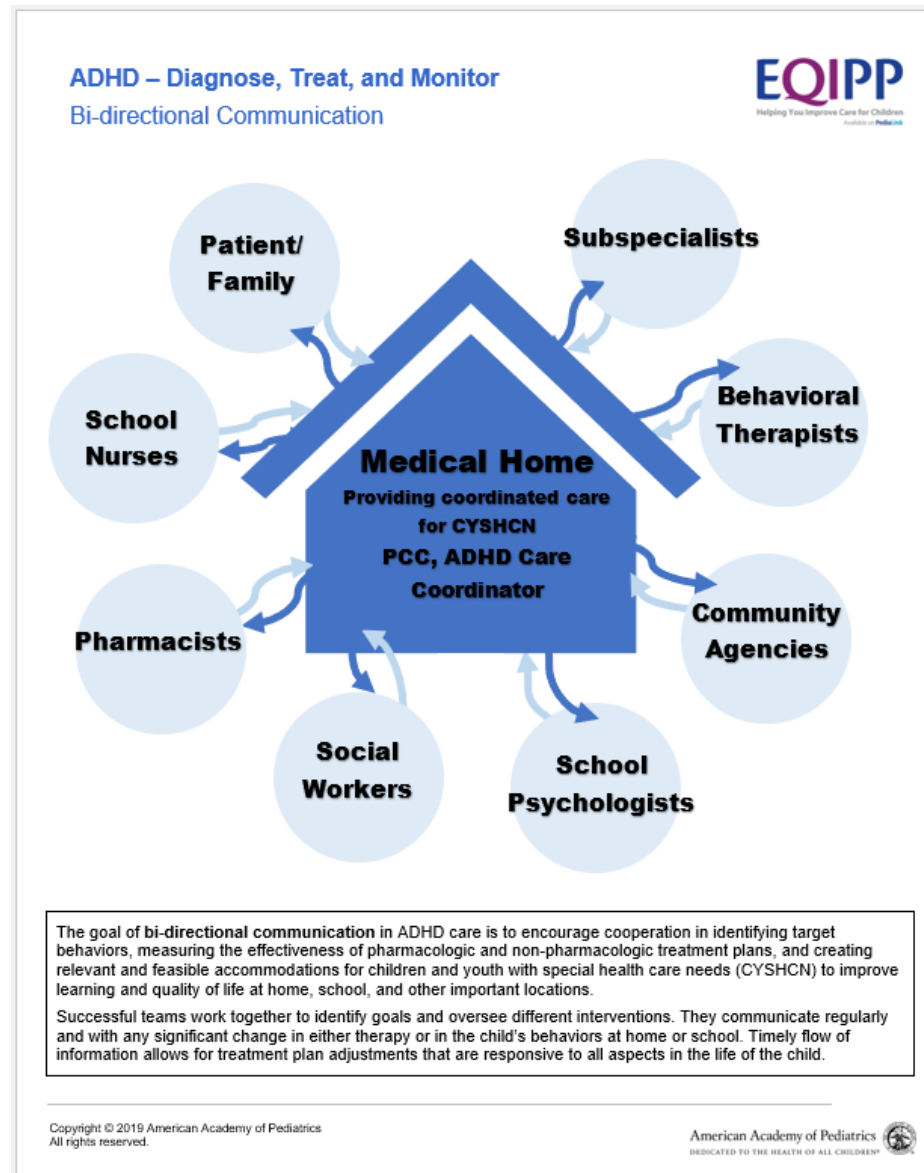 ADHD – Diagnose, Treat, and Monitor
Bi-directional Communication
EQIPP
Helping You Improve Care for Children
Available on PediaLink
Patient/
Family
Subspecialists
School
Nurses
Behavioral
Therapists
Medical Home
Providing coordinated care
for CYSHCN
PCC, ADHD Care
Coordinator
Pharmacists
Community
Agencies
Social
Workers
School
Psychologists
The goal of bi-directional communication in ADHD care is to encourage cooperation in identifying target
behaviors, measuring the effectiveness of pharmacologic and non-pharmacologic treatment plans, and creating
relevant and feasible accommodations for children and youth with special health care needs (CYSHCN) to improve
learning and quality of life at home, school, and other important locations.
Successful teams work together to identify goals and oversee different interventions. They communicate regularly
and with any significant change in either therapy or in the child's behaviors at home or school. Timely flow of
information allows for treatment plan adjustments that are responsive to all aspects in the life of the child.
Copyright © 2019 American Academy of Pediatrics
All rights reserved.
American Academy of Pediatrics
DEDICATED TO THE HEALTH OF ALL CHILDREN®